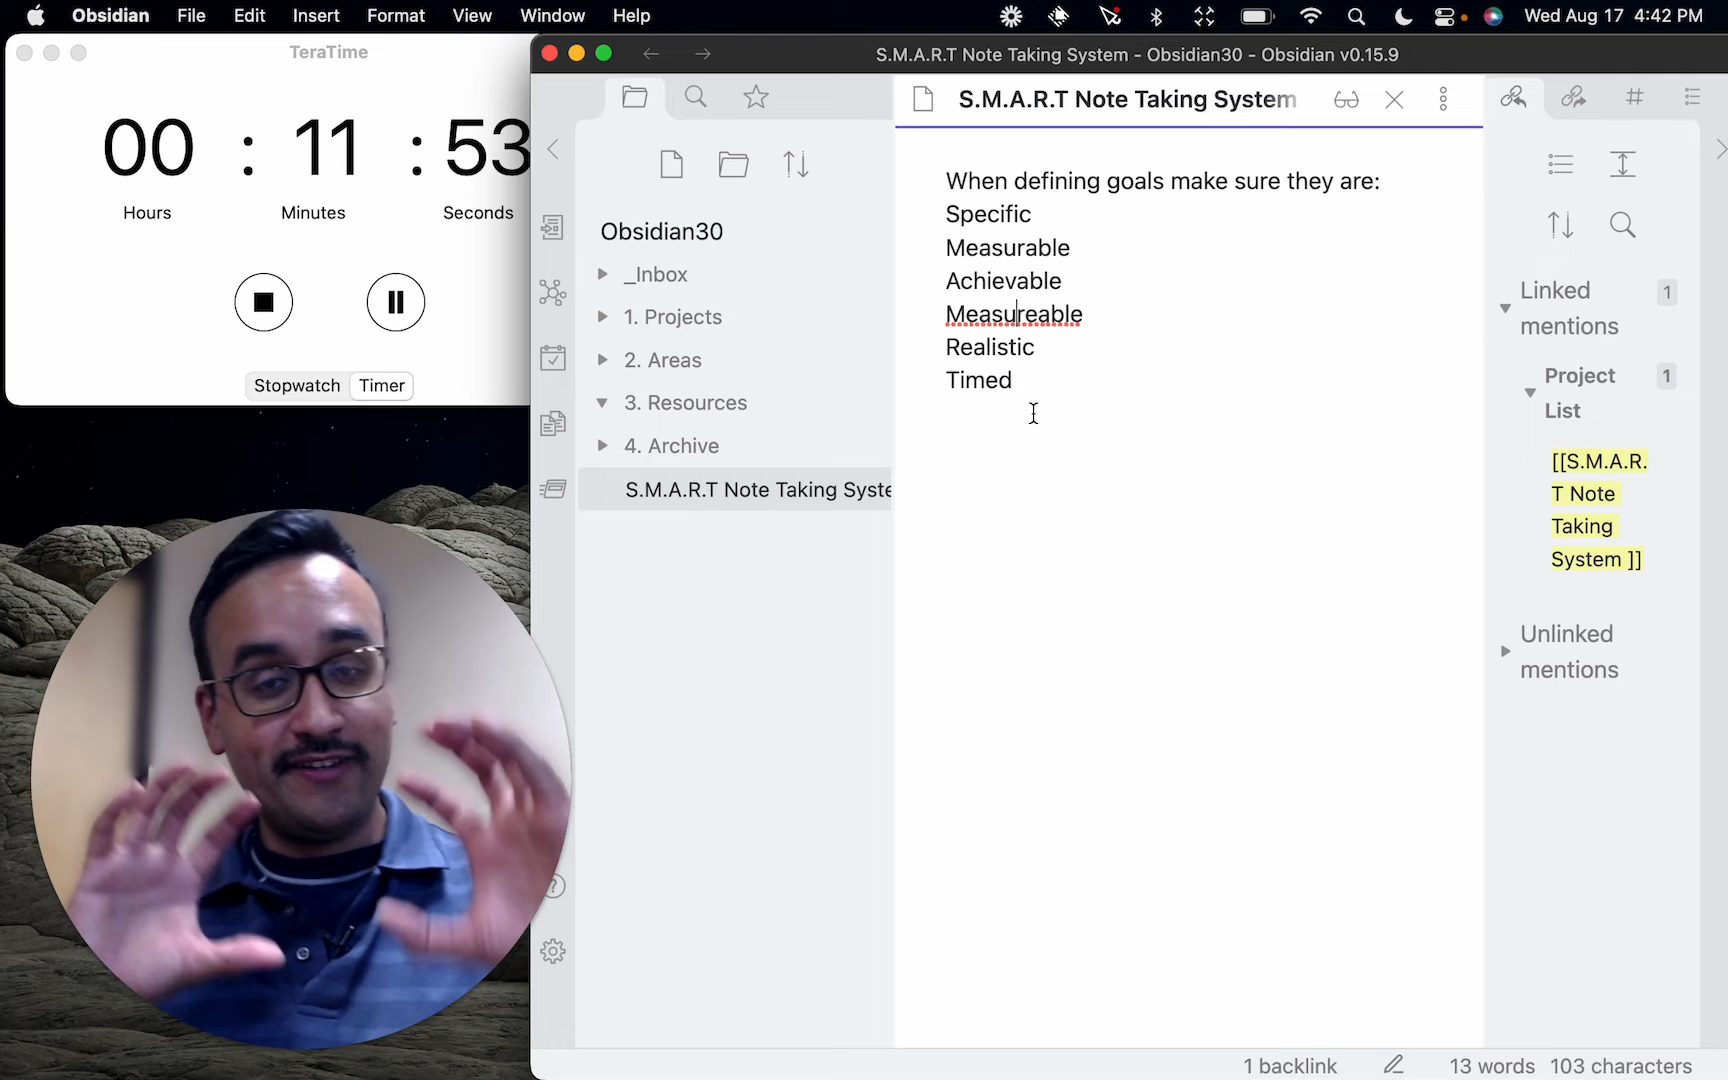 Obsidian File Edit Insert Format View Window Help Wed Aug 17 4:42 PM
TeraTime
00 : 11 : 53
Hours Minutes Seconds
Stopwatch Timer
S.M.A.R.T Note Taking System - Obsidian30 - Obsidian v0.15.9
S.M.A.R.T Note Taking System
Obsidian30
_Inbox
1. Projects
2. Areas
3. Resources
4. Archive
S.M.A.R.T Note Taking Syste
When defining goals make sure they are:
Specific
Measurable
Achievable
Measureable
Realistic
Timed
Linked 1
mentions
Project 1
List
[[S.M.A.R.
T Note
Taking
System ]]
Unlinked
mentions
1 backlink 13 words 103 characters